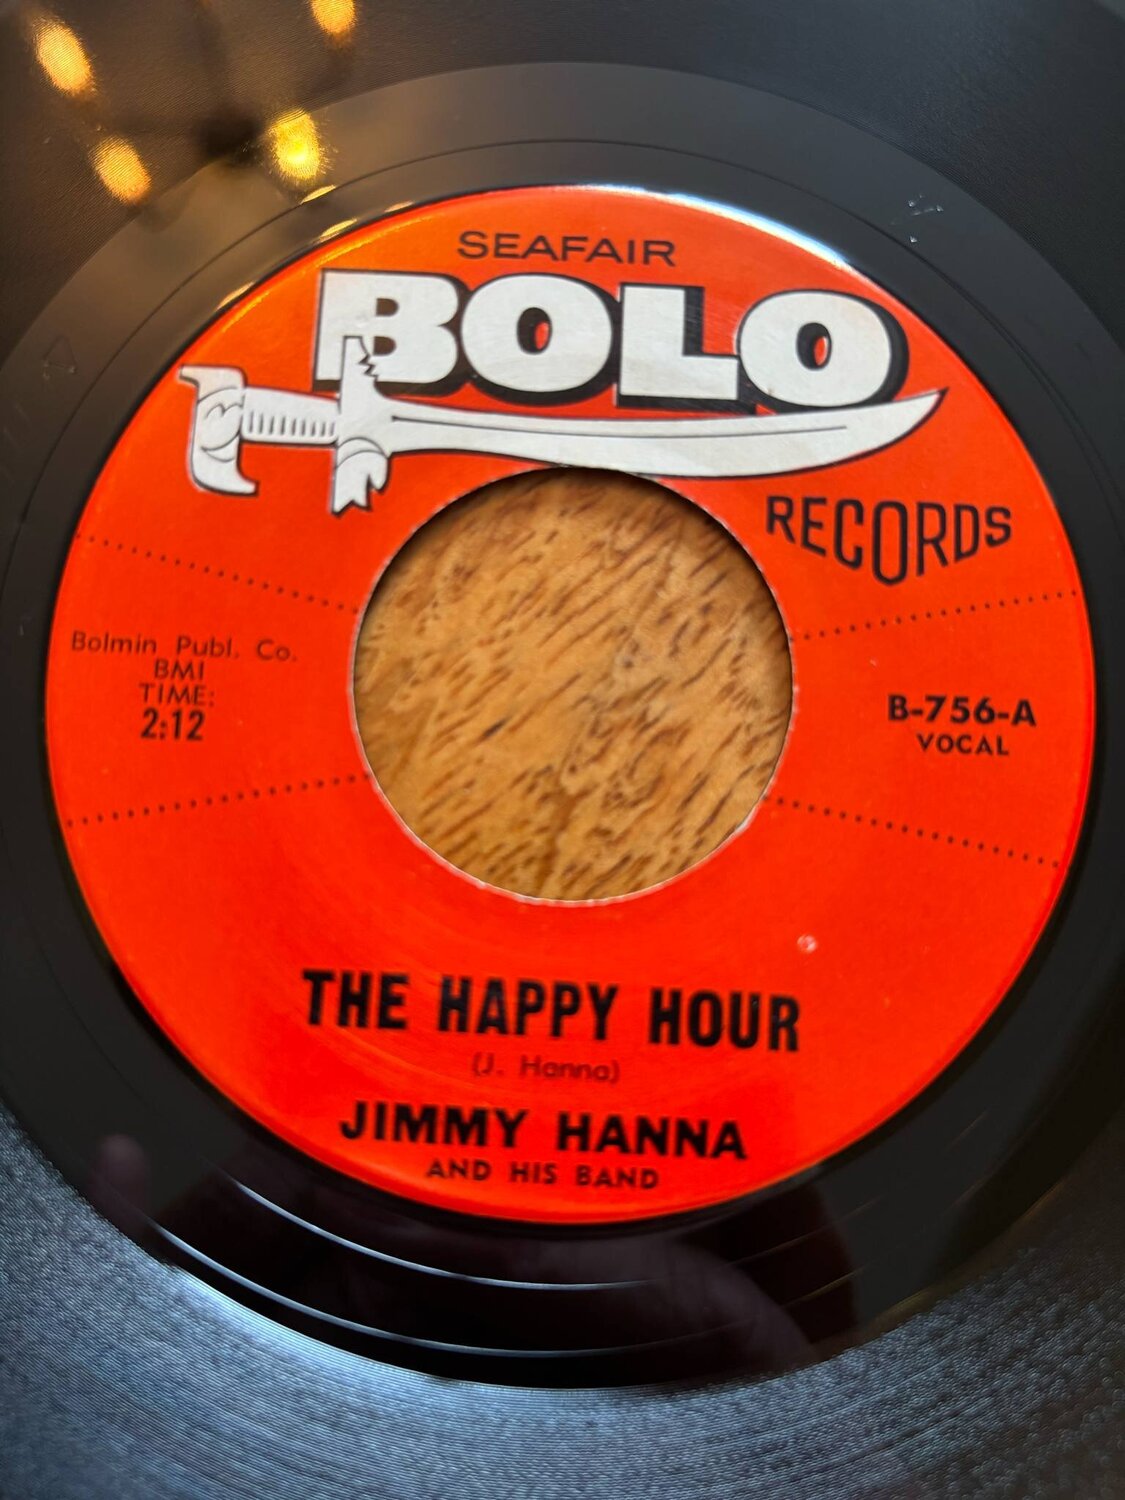 SEAFAIR
BOLO
RECORDS
Bolmin Publ. Co.
BMI
TIME:
2:12
B-756-A
VOCAL
THE HAPPY HOUR
(J. Hanna)
JIMMY HANNA
AND HIS BAND